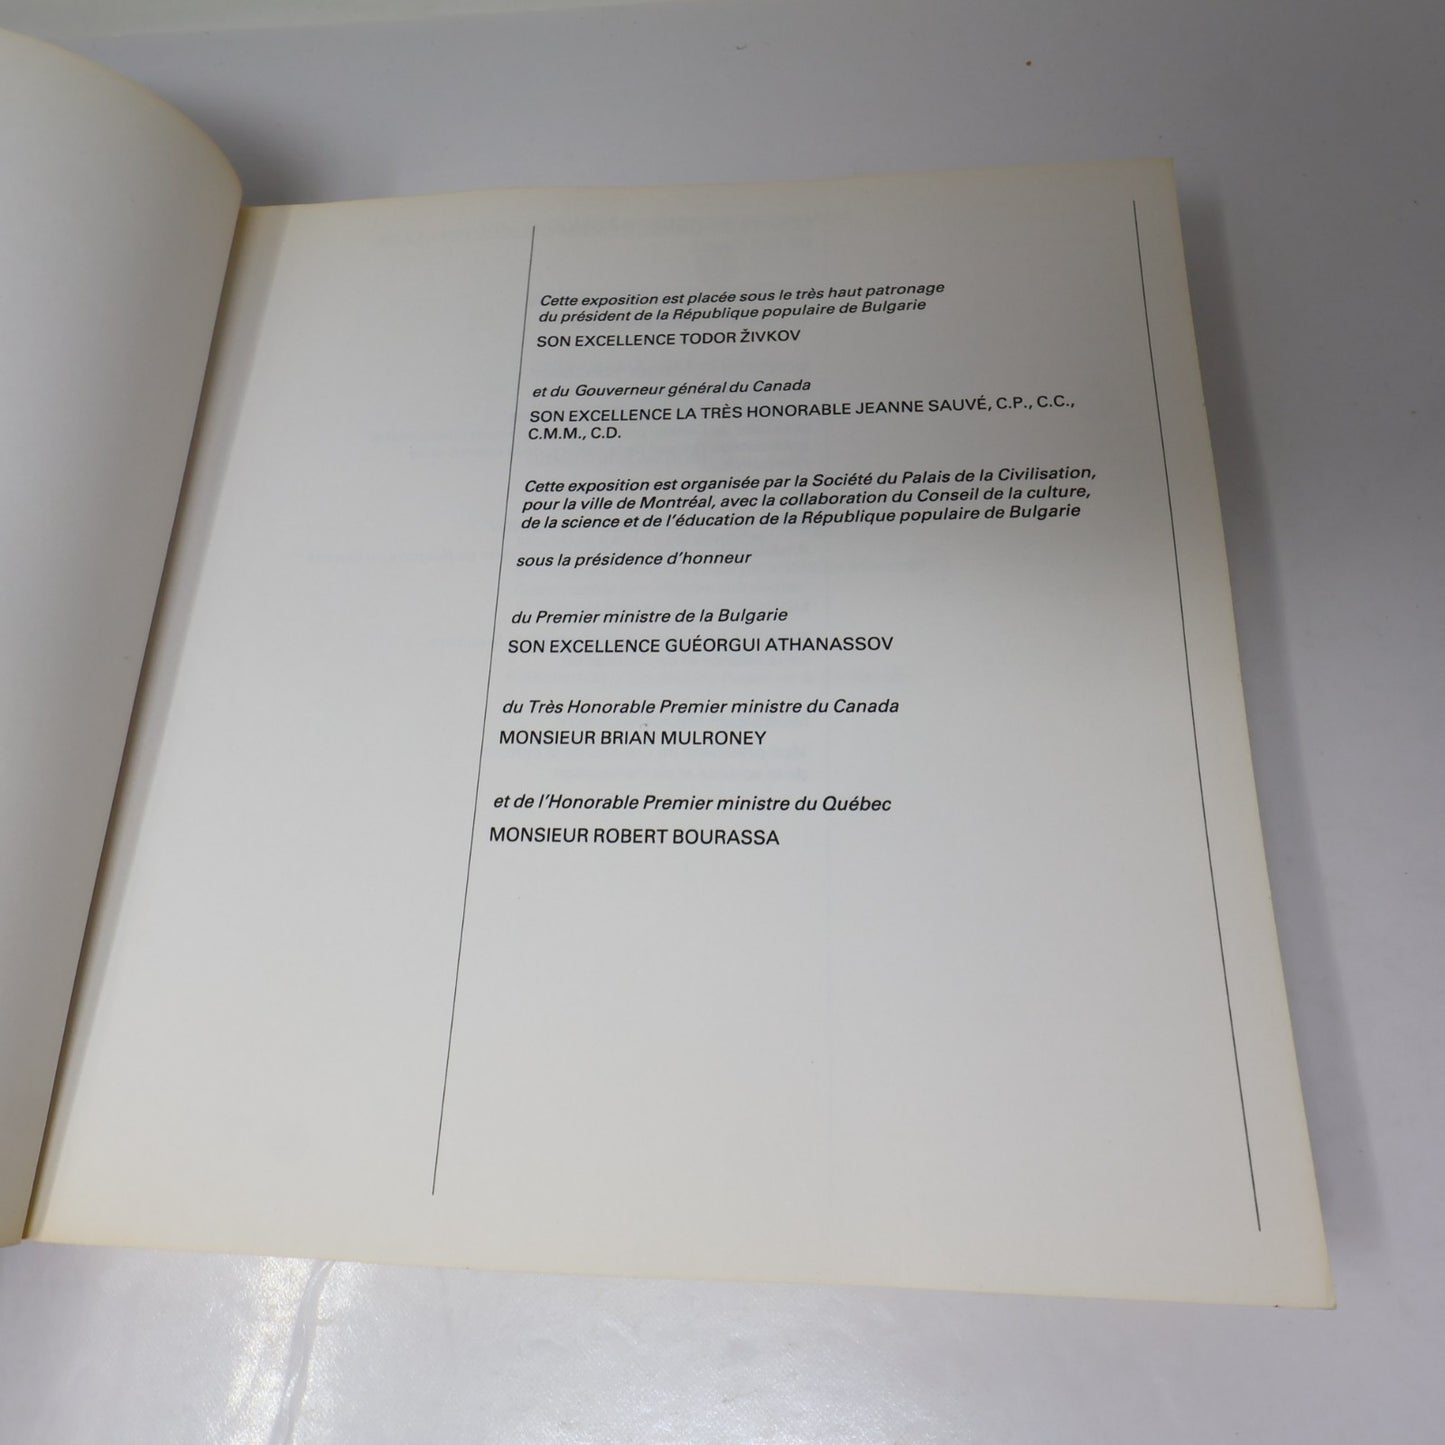 Cette exposition est placée sous le très haut patronage
du président de la République populaire de Bulgarie
SON EXCELLENCE TODOR ŽIVKOV
et du Gouverneur général du Canada
SON EXCELLENCE LA TRÈS HONORABLE JEANNE SAUVÉ, C.P., C.C.,
C.M.M., C.D.
Cette exposition est organisée par la Société du Palais de la Civilisation,
pour la ville de Montréal, avec la collaboration du Conseil de la culture,
de la science et de l'éducation de la République populaire de Bulgarie
sous la présidence d'honneur
du Premier ministre de la Bulgarie
SON EXCELLENCE GUÉORGUI ATHANASSOV
du Très Honorable Premier ministre du Canada
MONSIEUR BRIAN MULRONEY
et de l'Honorable Premier ministre du Québec
MONSIEUR ROBERT BOURASSA